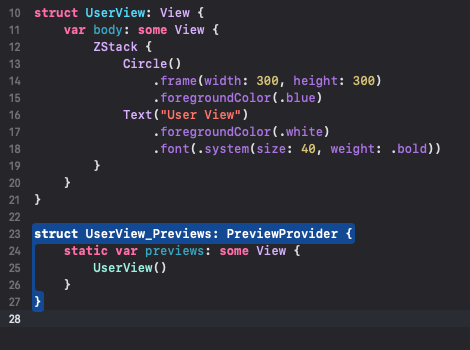 10 struct UserView: View {
11     var body: some View {
12         ZStack {
13             Circle()
14                 .frame(width: 300, height: 300)
15                 .foregroundColor(.blue)
16             Text("User View")
17                 .foregroundColor(.white)
18                 .font(.system(size: 40, weight: .bold))
19         }
20     }
21 }
22
23 struct UserView_Previews: PreviewProvider {
24     static var previews: some View {
25         UserView()
26     }
27 }
28